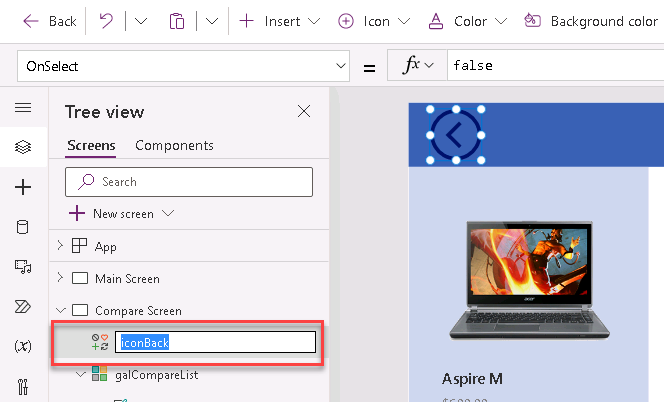 Back Insert Icon Color Background color
OnSelect = fx false
Tree view
Screens Components
Search
New screen
App
Main Screen
Compare Screen
iconBack
galCompareList
acer
Aspire M